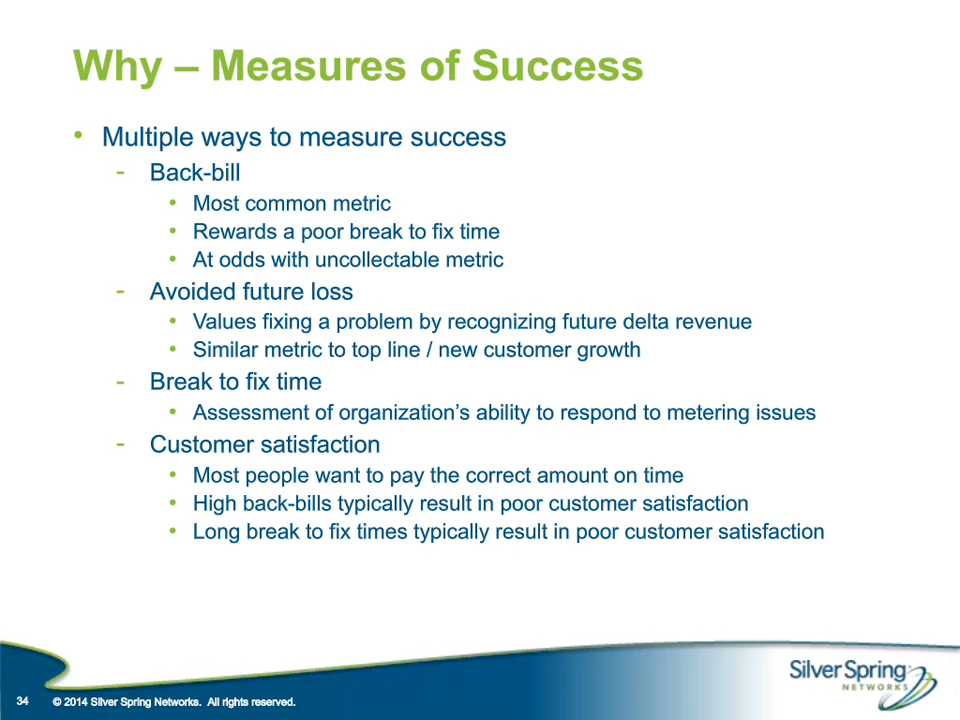 Why – Measures of Success
• Multiple ways to measure success
- Back-bill
• Most common metric
• Rewards a poor break to fix time
• At odds with uncollectable metric
- Avoided future loss
• Values fixing a problem by recognizing future delta revenue
• Similar metric to top line / new customer growth
- Break to fix time
• Assessment of organization’s ability to respond to metering issues
- Customer satisfaction
• Most people want to pay the correct amount on time
• High back-bills typically result in poor customer satisfaction
• Long break to fix times typically result in poor customer satisfaction
34 © 2014 Silver Spring Networks. All rights reserved.
Silver Spring
NETWORKS